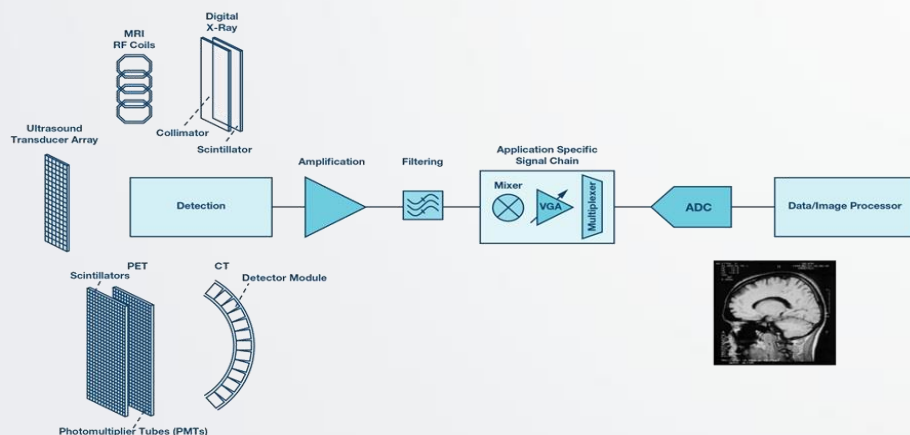 Digital
X-Ray
MRI
RF Coils
Collimator
Scintillator
Ultrasound
Transducer Array
Amplification
Filtering
Application Specific
Signal Chain
Detection
Mixer
VGA
Multiplexer
ADC
Data/Image Processor
PET
CT
Scintillators
Detector Module
Photomultiplier Tubes (PMTs)